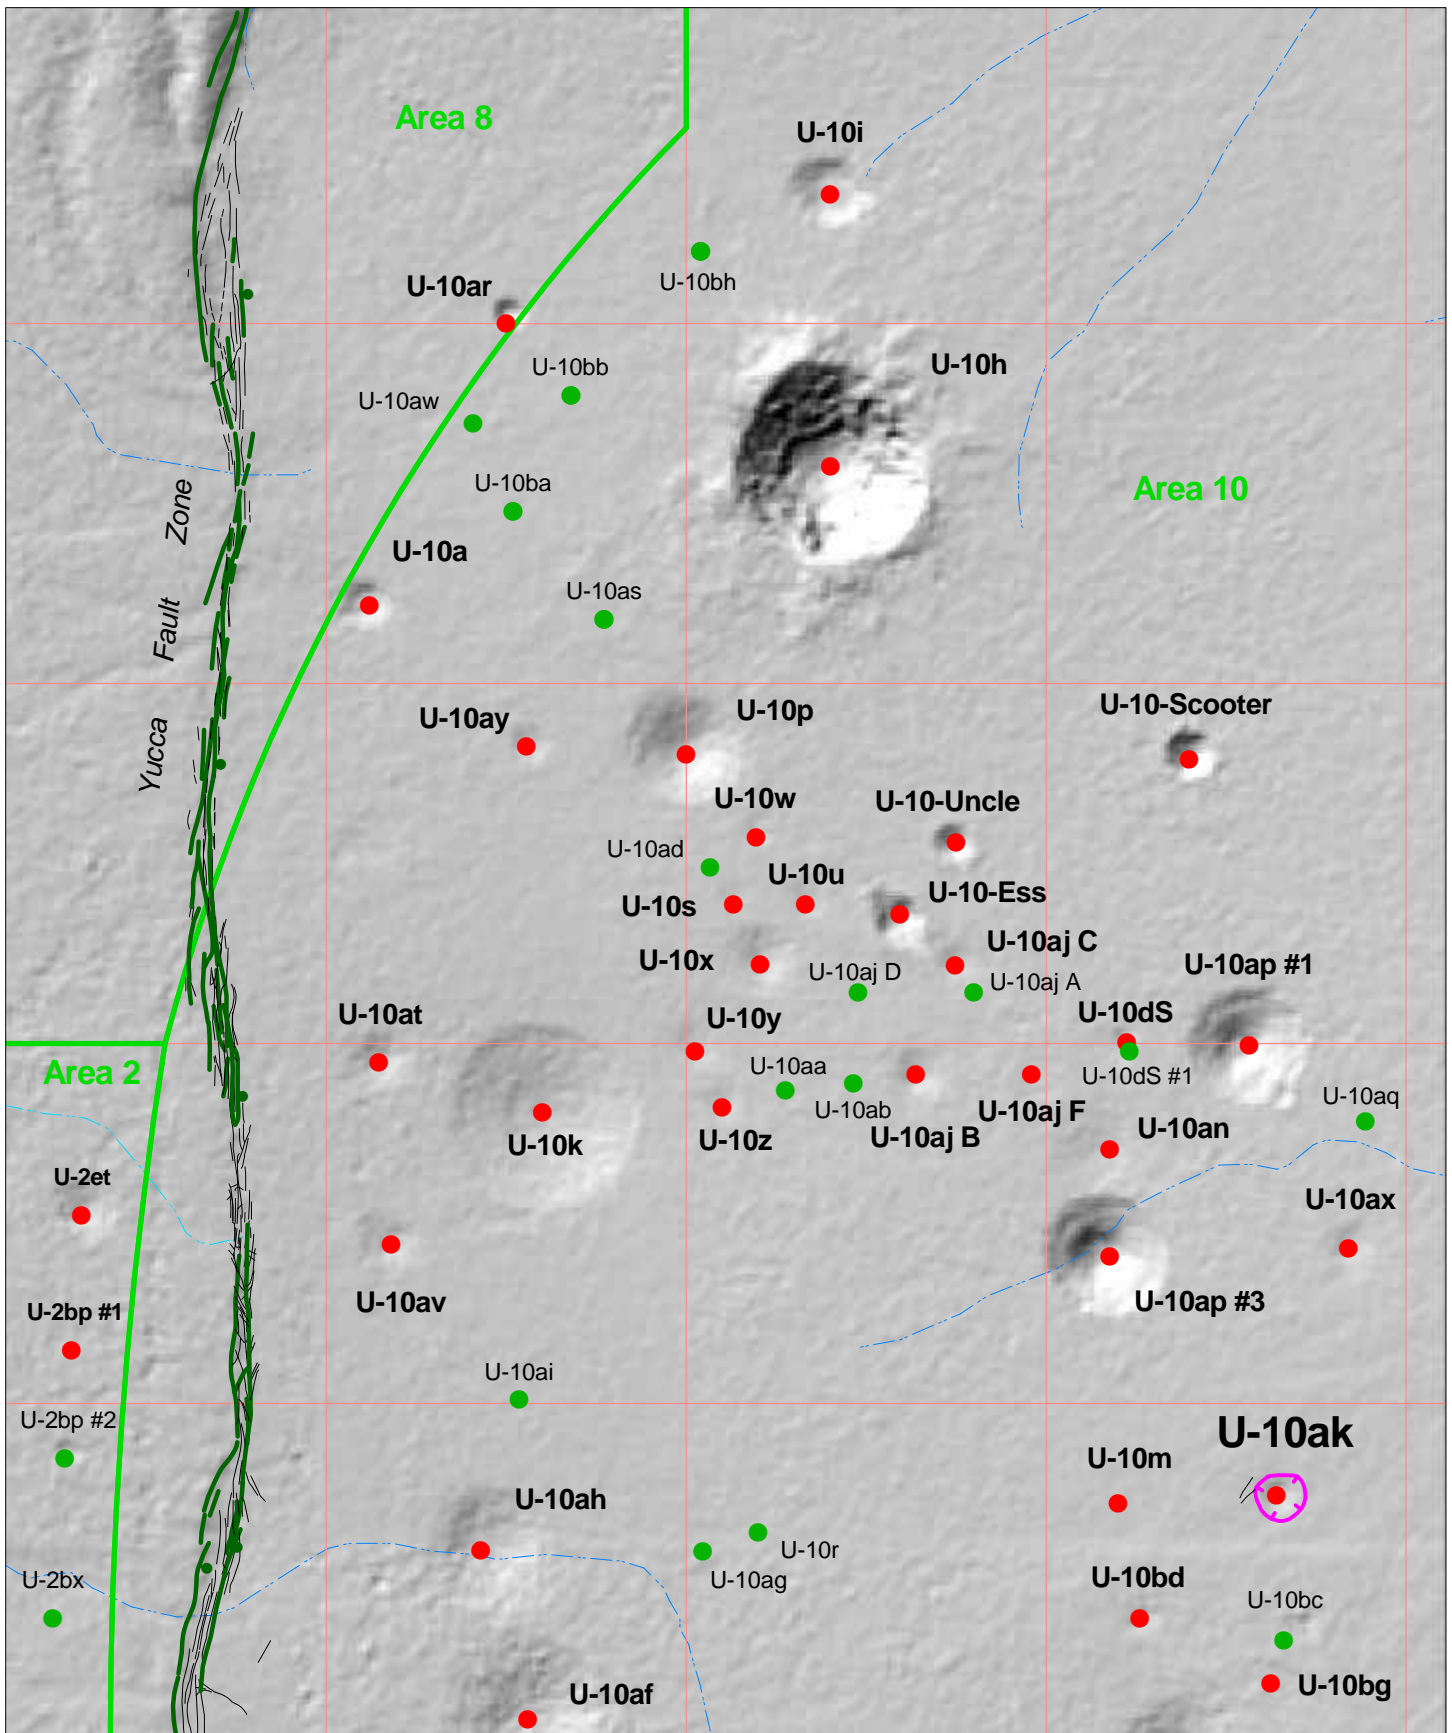 Area 8
U-10i
U-10bh
U-10ar
U-10h
U-10bb
U-10aw
Area 10
U-10ba
Zone
U-10a
U-10as
Fault
U-10-Scooter
U-10p
U-10ay
Yucca
U-10w
U-10-Uncle
U-10ad
U-10u
U-10-Ess
U-10s
U-10aj C
U-10x
U-10ap #1
U-10aj D
U-10aj A
U-10dS
U-10at
U-10y
Area 2
U-10aa
U-10dS #1
U-10aq
U-10ab
U-10aj F
U-10an
U-10k
U-10z
U-10aj B
U-2et
U-10ax
U-10av
U-10ap #3
U-2bp #1
U-10ai
U-2bp #2
U-10ak
U-10m
U-10ah
U-10r
U-10ag
U-2bx
U-10bd
U-10bc
U-10af
U-10bg